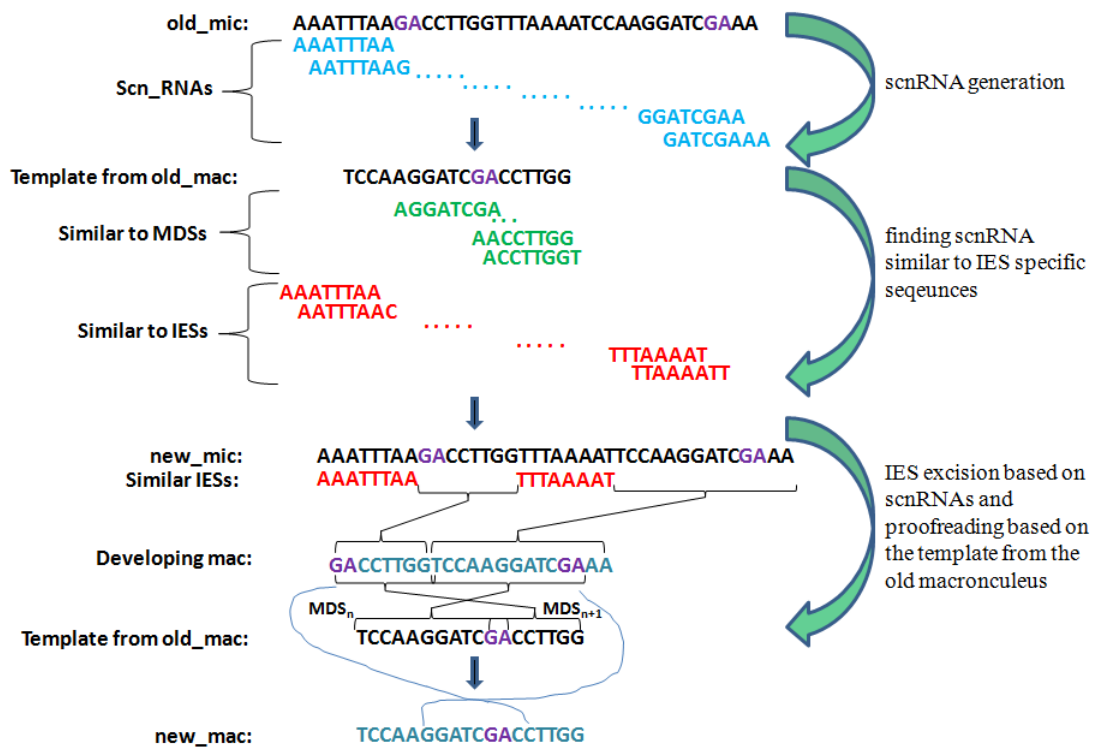 old_mic: AAATTTAAGACCTTGGTTTAAAATCCAAGGATCGAAA
Scn_RNAs
AAATTTAA
AATTTAAG
.....
.....
.....
.....
GGATCGAA
GATCGAAA
scnRNA generation
Template from old_mac: TCCAAGGATCGACCTTGG
Similar to MDSs
AGGATCGA
...
AACCTTGG
ACCTTGGT
Similar to IESs
AAATTTAA
AATTTAAC
.....
.....
TTTAAAAT
TTAAAATT
finding scnRNA
similar to IES specific
seqeunces
new_mic: AAATTTAAGACCTTGGTTTAAAATTCCAAGGATCGAAA
Similar IESs: AAATTTAA TTTAAAAT
Developing mac: GACCTTGGTCCAAGGATCGAAA
MDSn MDSn+1
Template from old_mac: TCCAAGGATCGACCTTGG
new_mac: TCCAAGGATCGACCTTGG
IES excision based on
scnRNAs and
proofreading based on
the template from the
old macronculeus